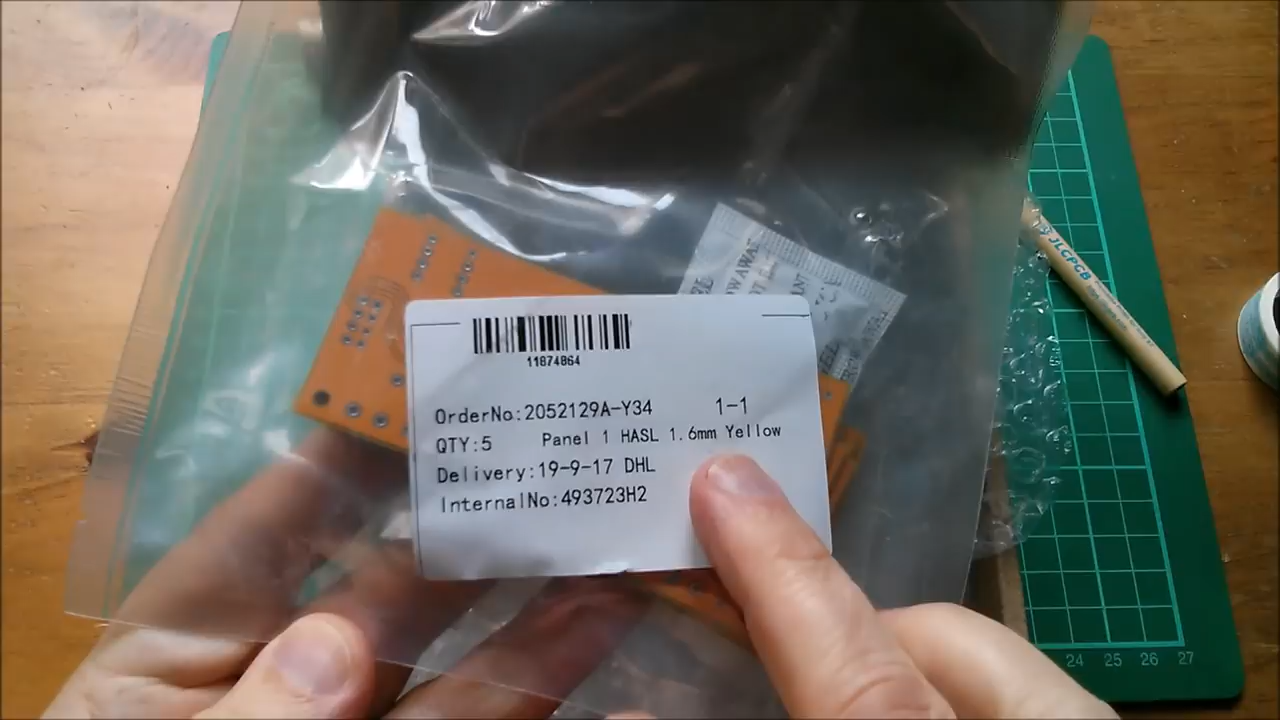 11874864
OrderNo:2052129A-Y34 1-1
QTY:5 Panel 1 HASL 1.6mm Yellow
Delivery:19-9-17 DHL
InternalNo:493723H2
JLCPCB
24 25 26 27